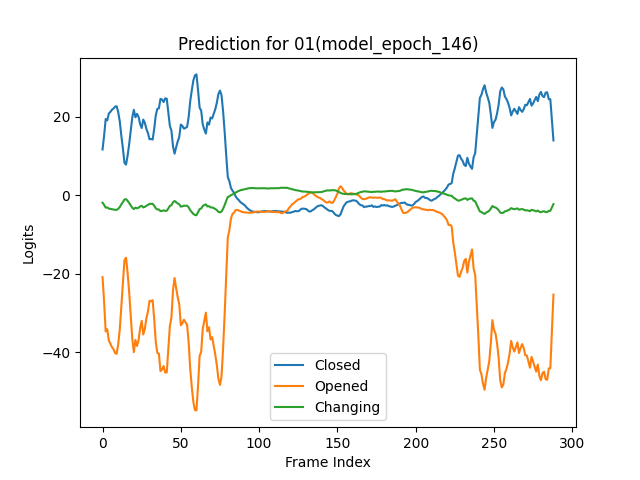 Prediction for 01(model_epoch_146)
Logits
20
0
−20
−40
Closed
Opened
Changing
0 50 100 150 200 250 300
Frame Index